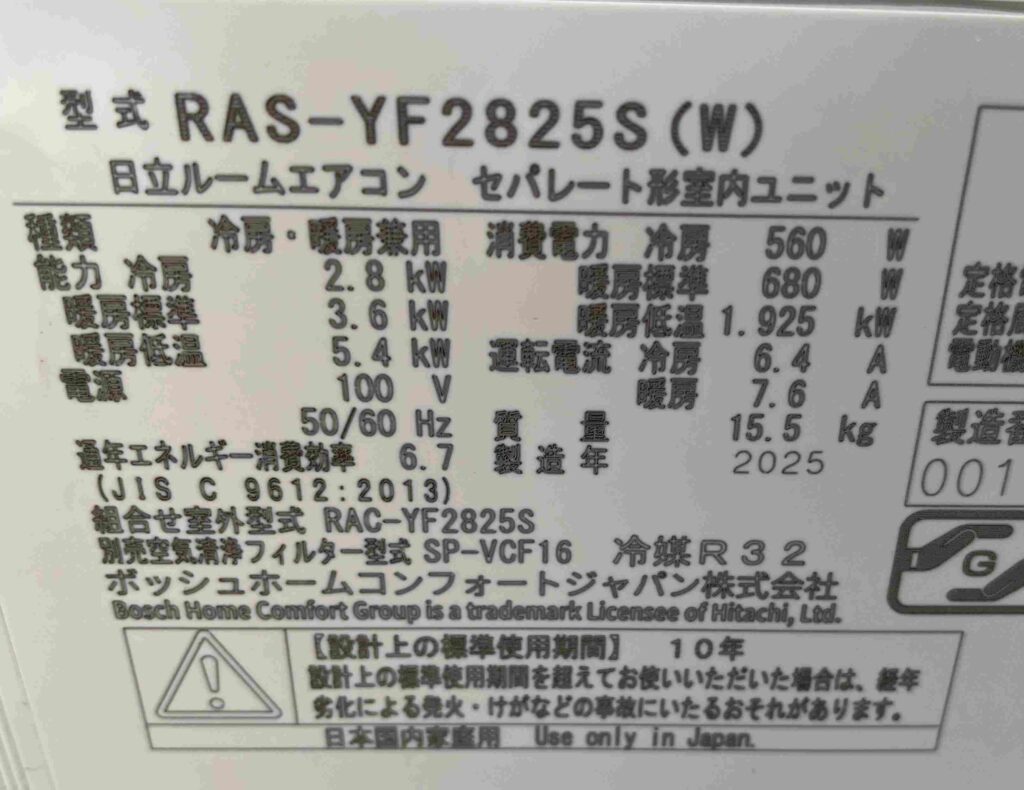 型式 RAS-YF2825S(W)
日立ルームエアコン セパレート形室内ユニット
種類 冷房・暖房兼用
能力 冷房 2.8 kW
暖房標準 3.6 kW
暖房低温 5.4 kW
電源 100 V
50/60 Hz
通年エネルギー消費効率 6.7
(JIS C 9612:2013)
消費電力 冷房 560 W
暖房標準 680 W
暖房低温 1.925 kW
運転電流 冷房 6.4 A
暖房 7.6 A
質量 15.5 kg
製造年 2025
組合せ室外型式 RAC-YF2825S
別売空気清浄フィルター型式 SP-VCF16 冷媒R32
ボッシュホームコンフォートジャパン株式会社
Bosch Home Comfort Group is a trademark Licensee of Hitachi, Ltd.
【設計上の標準使用期間】 10年
設計上の標準使用期間を超えてお使いいただいた場合は、経年
劣化による発火・けがなどの事故にいたるおそれがあります。
日本国内家庭用 Use only in Japan.
定格
定格
電動機
製造番
001
G